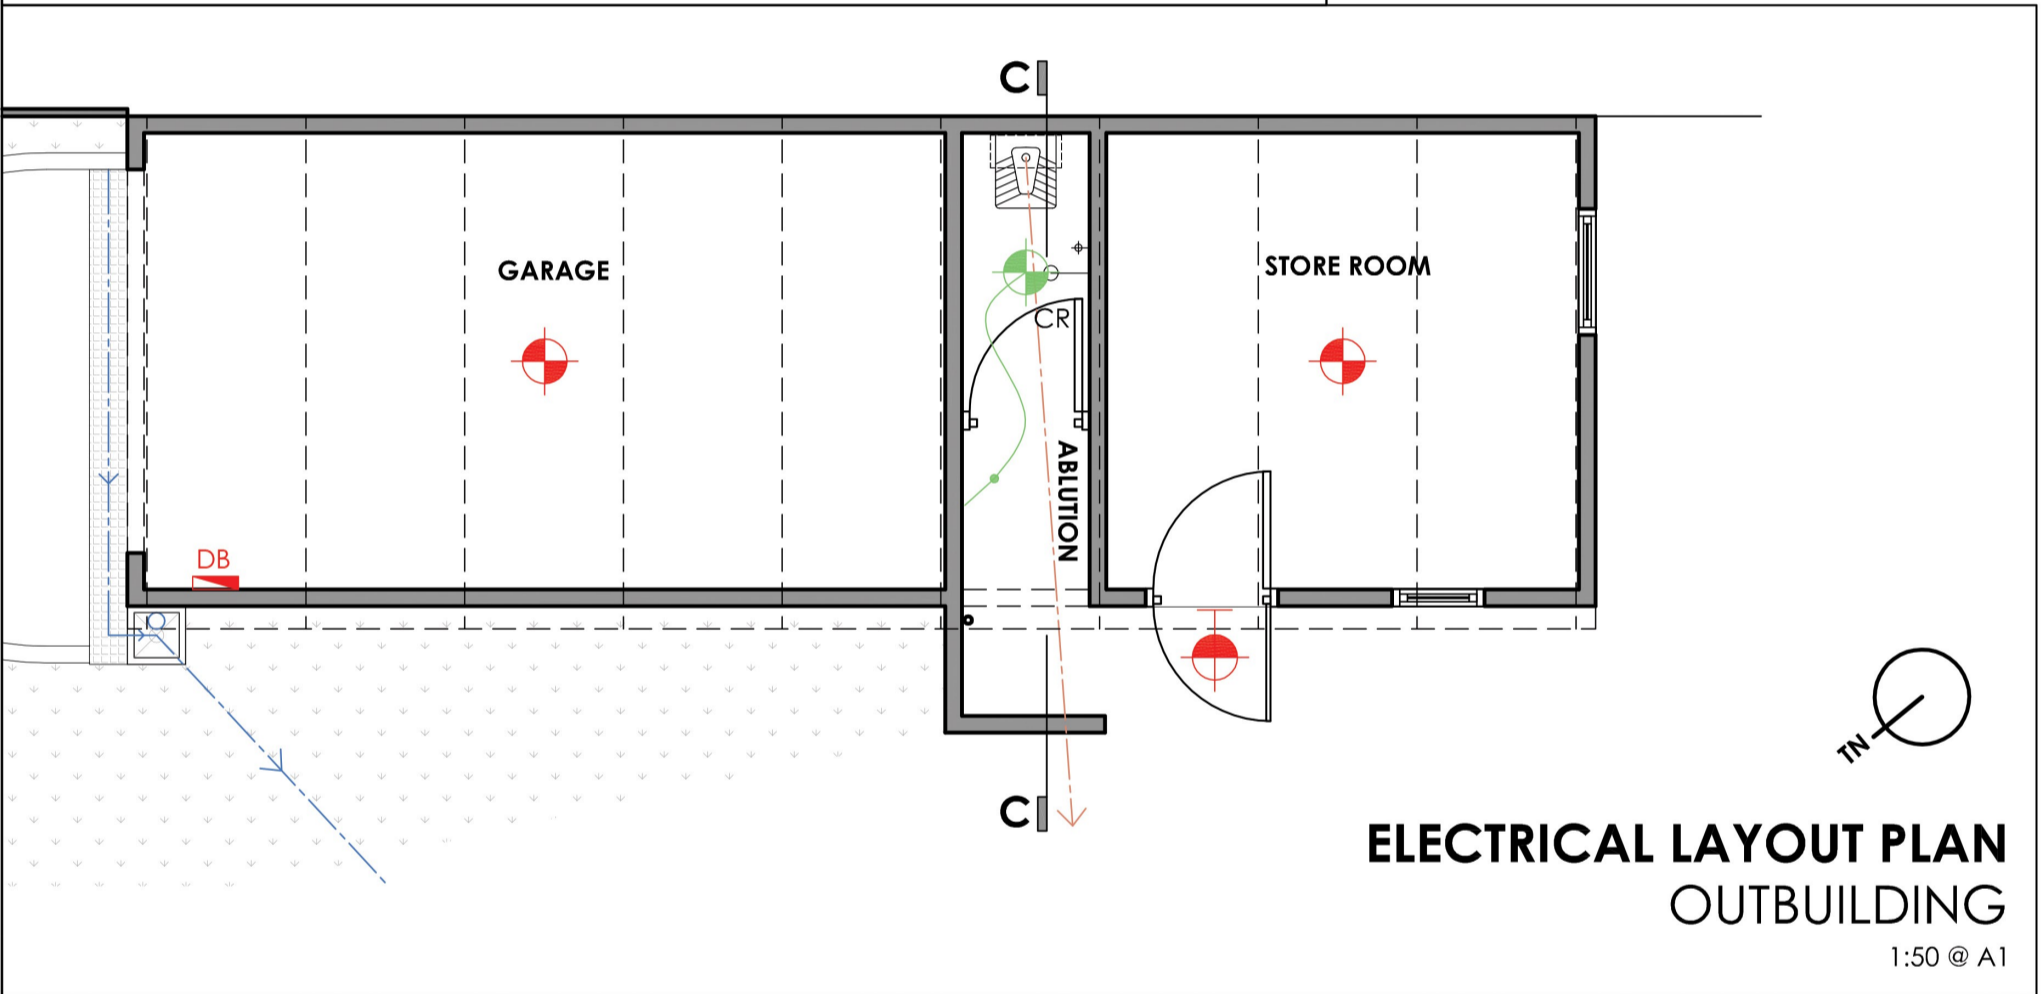 C
GARAGE
STORE ROOM
CR
ABLUTION
DB
TN
C
ELECTRICAL LAYOUT PLAN
OUTBUILDING
1:50 @ A1